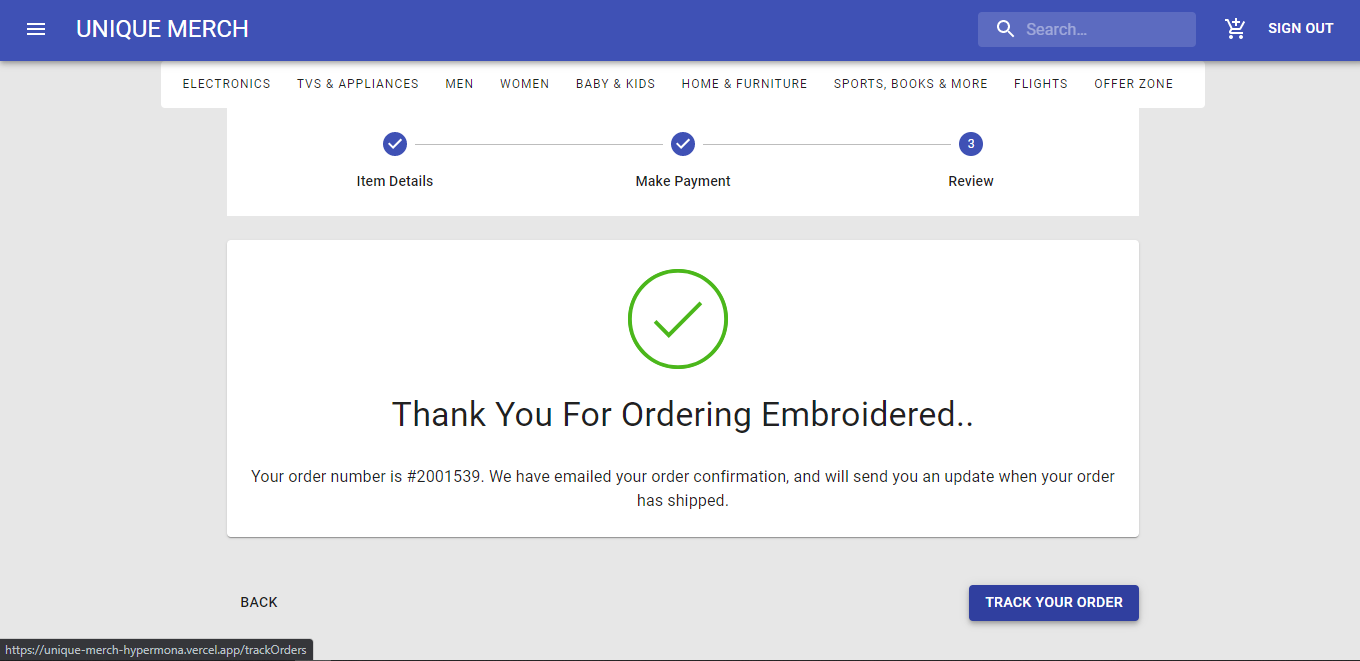 UNIQUE MERCH
Search...
SIGN OUT
ELECTRONICS TVS & APPLIANCES MEN WOMEN BABY & KIDS HOME & FURNITURE SPORTS, BOOKS & MORE FLIGHTS OFFER ZONE
3
Item Details Make Payment Review
Thank You For Ordering Embroidered..
Your order number is #2001539. We have emailed your order confirmation, and will send you an update when your order
has shipped.
BACK
TRACK YOUR ORDER
https://unique-merch-hypermona.vercel.app/trackOrders